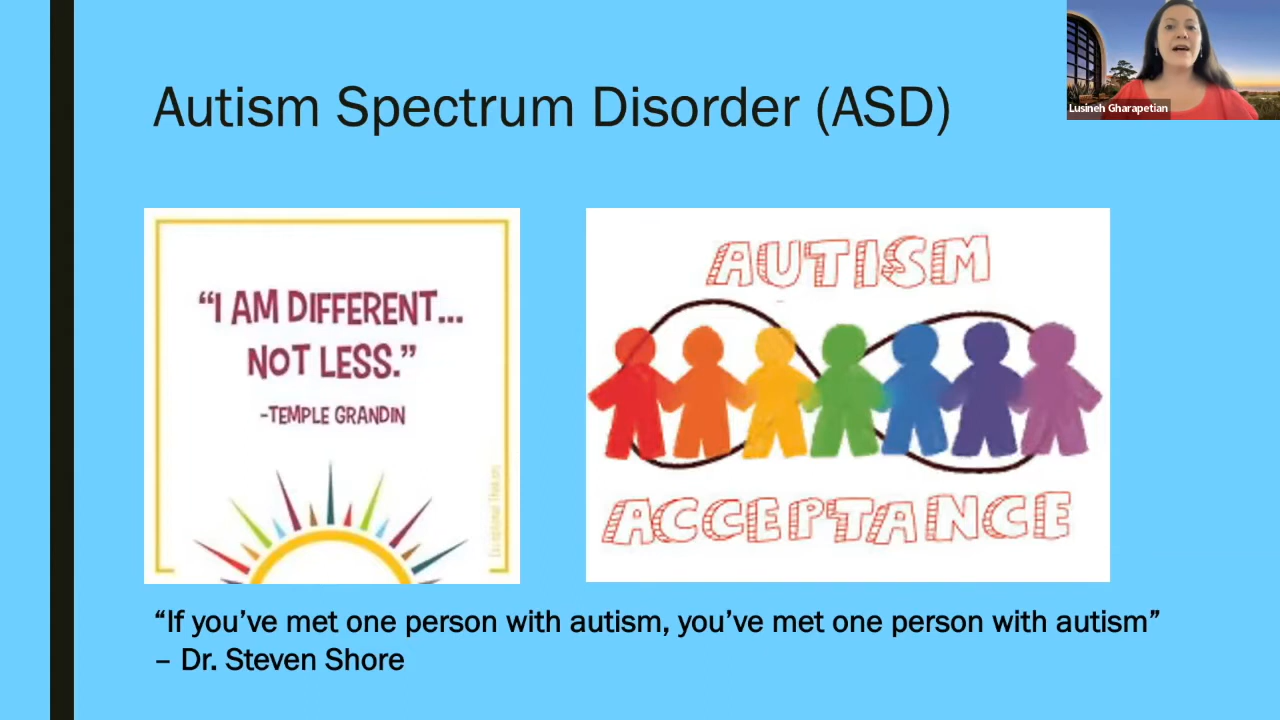 Autism Spectrum Disorder (ASD)
Lusineh Gharapetian
“I AM DIFFERENT...
NOT LESS.”
-TEMPLE GRANDIN
AUTISM
ACCEPTANCE
“If you’ve met one person with autism, you’ve met one person with autism”
– Dr. Steven Shore